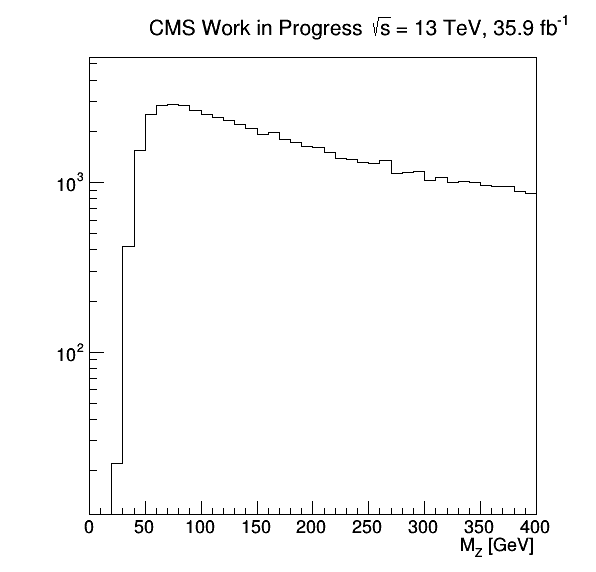 CMS Work in Progress √s = 13 TeV, 35.9 fb⁻¹
10³
10²
0 50 100 150 200 250 300 350 400
M_Z [GeV]